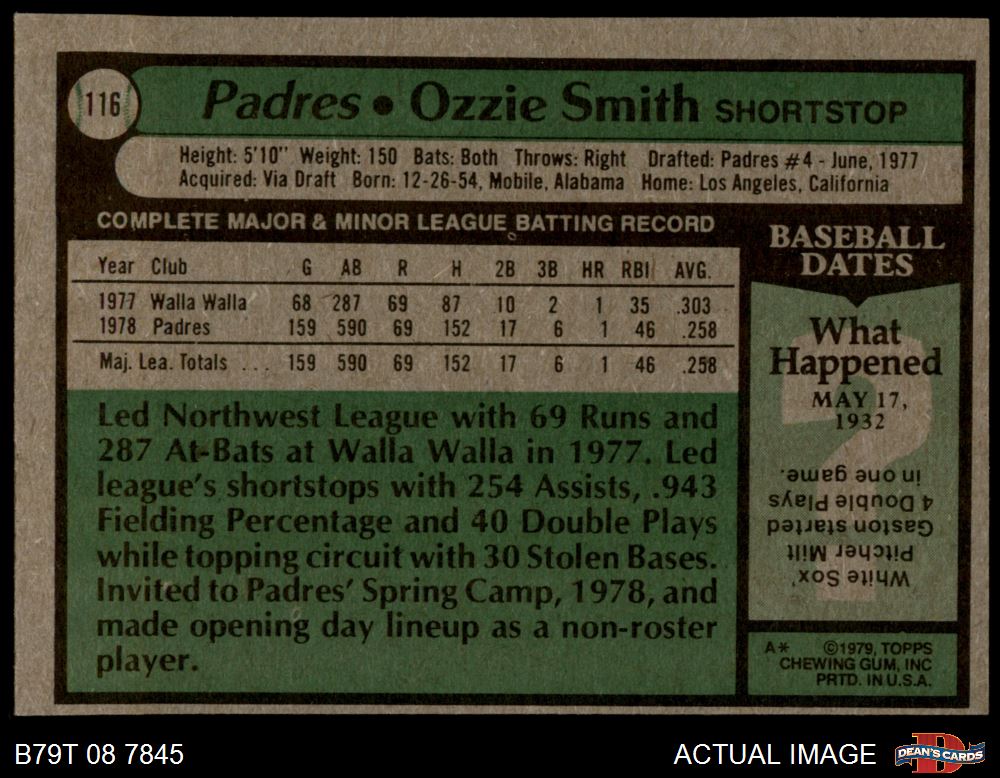 116
Padres • Ozzie Smith SHORTSTOP
Height: 5'10" Weight: 150 Bats: Both Throws: Right Drafted: Padres #4 - June, 1977
Acquired: Via Draft Born: 12-26-54, Mobile, Alabama Home: Los Angeles, California
COMPLETE MAJOR & MINOR LEAGUE BATTING RECORD
Year Club G AB R H 2B 3B HR RBI AVG.
1977 Walla Walla 68 287 69 87 10 2 1 35 .303
1978 Padres 159 590 69 152 17 6 1 46 .258
Maj. Lea. Totals ... 159 590 69 152 17 6 1 46 .258
Led Northwest League with 69 Runs and
287 At-Bats at Walla Walla in 1977. Led
league's shortstops with 254 Assists, .943
Fielding Percentage and 40 Double Plays
while topping circuit with 30 Stolen Bases.
Invited to Padres' Spring Camp, 1978, and
made opening day lineup as a non-roster
player.
BASEBALL
DATES
What
Happened
MAY 17,
1932
White Sox'
Pitcher Milt
Gaston started
4 Double Plays
in one game.
A* ©1979, TOPPS
CHEWING GUM, INC
PRTD. IN U.S.A.
B79T 08 7845
ACTUAL IMAGE
DEAN'S CARDS